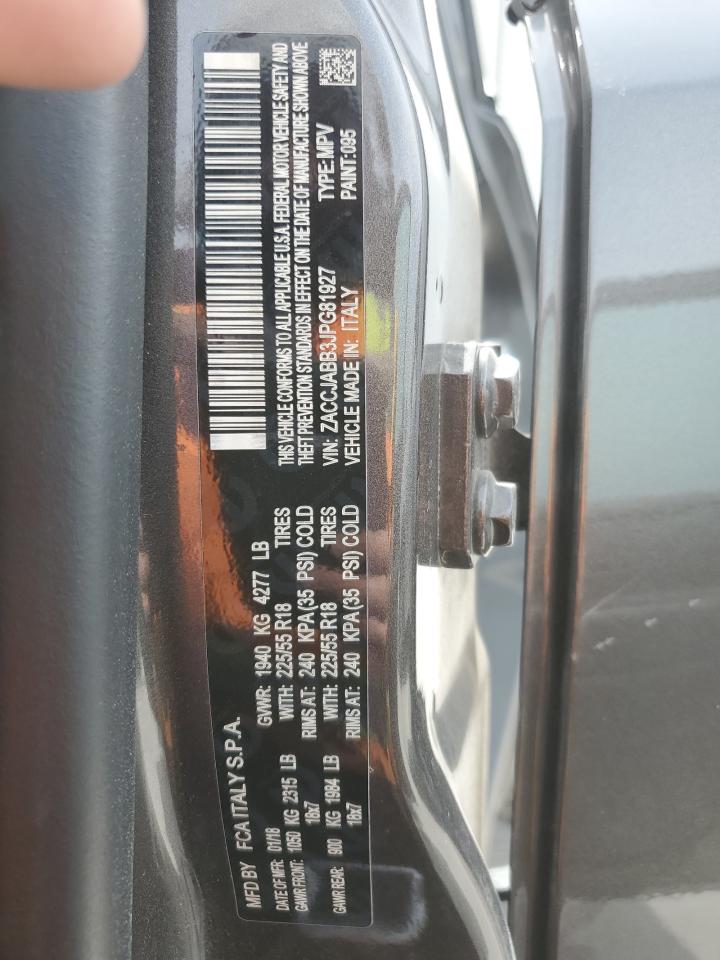 MFD BY FCA ITALY S.P.A.
DATE OF MFR: 01/18 GVWR: 1940 KG 4277 LB
GAWR FRONT: 1050 KG 2315 LB WITH: 225/55 R18 TIRES
18x7 RIMS AT: 240 KPA(35 PSI) COLD
GAWR REAR: 900 KG 1984 LB WITH: 225/55 R18 TIRES
18x7 RIMS AT: 240 KPA(35 PSI) COLD
THIS VEHICLE CONFORMS TO ALL APPLICABLE U.S.A. FEDERAL MOTOR VEHICLE SAFETY AND
THEFT PREVENTION STANDARDS IN EFFECT ON THE DATE OF MANUFACTURE SHOWN ABOVE
VIN: ZACCJABB3JPG81927 TYPE:MPV
VEHICLE MADE IN: ITALY PAINT:095